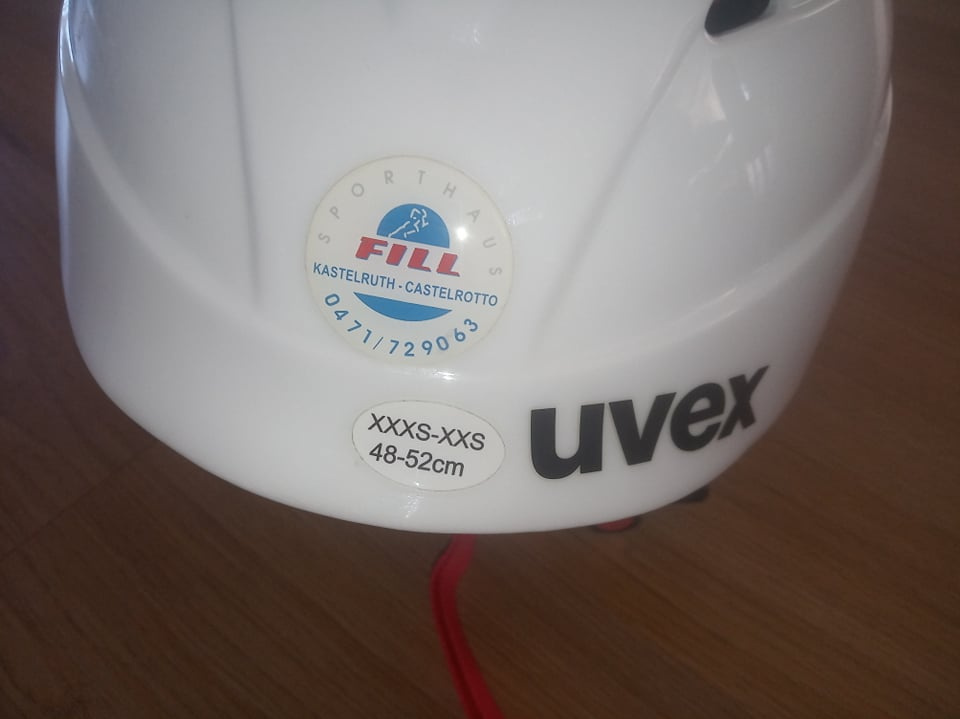 SPORTHAUS
FILL
KASTELRUTH - CASTELROTTO
0471/729063
XXXS-XXS
48-52cm
uvex